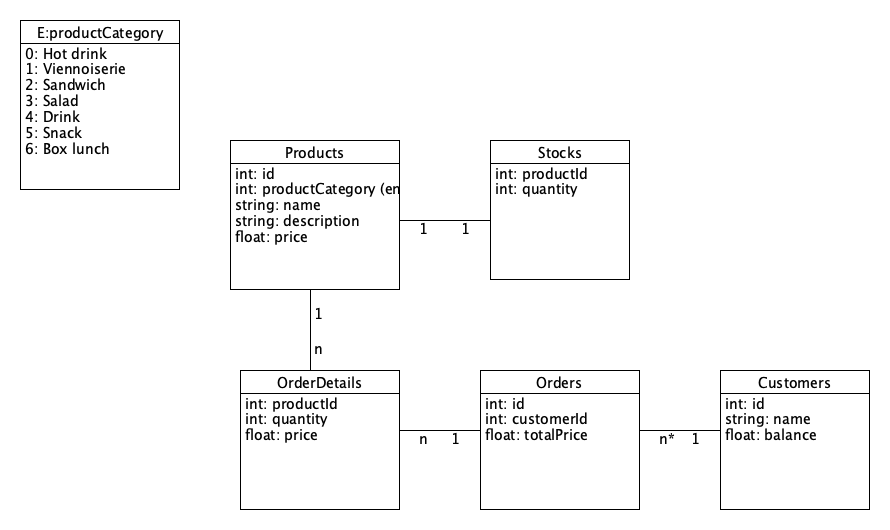 E:productCategory
0: Hot drink
1: Viennoiserie
2: Sandwich
3: Salad
4: Drink
5: Snack
6: Box lunch
Products
int: id
int: productCategory (en
string: name
string: description
float: price
1 1
Stocks
int: productId
int: quantity
1
n
OrderDetails
int: productId
int: quantity
float: price
n 1
Orders
int: id
int: customerId
float: totalPrice
n* 1
Customers
int: id
string: name
float: balance